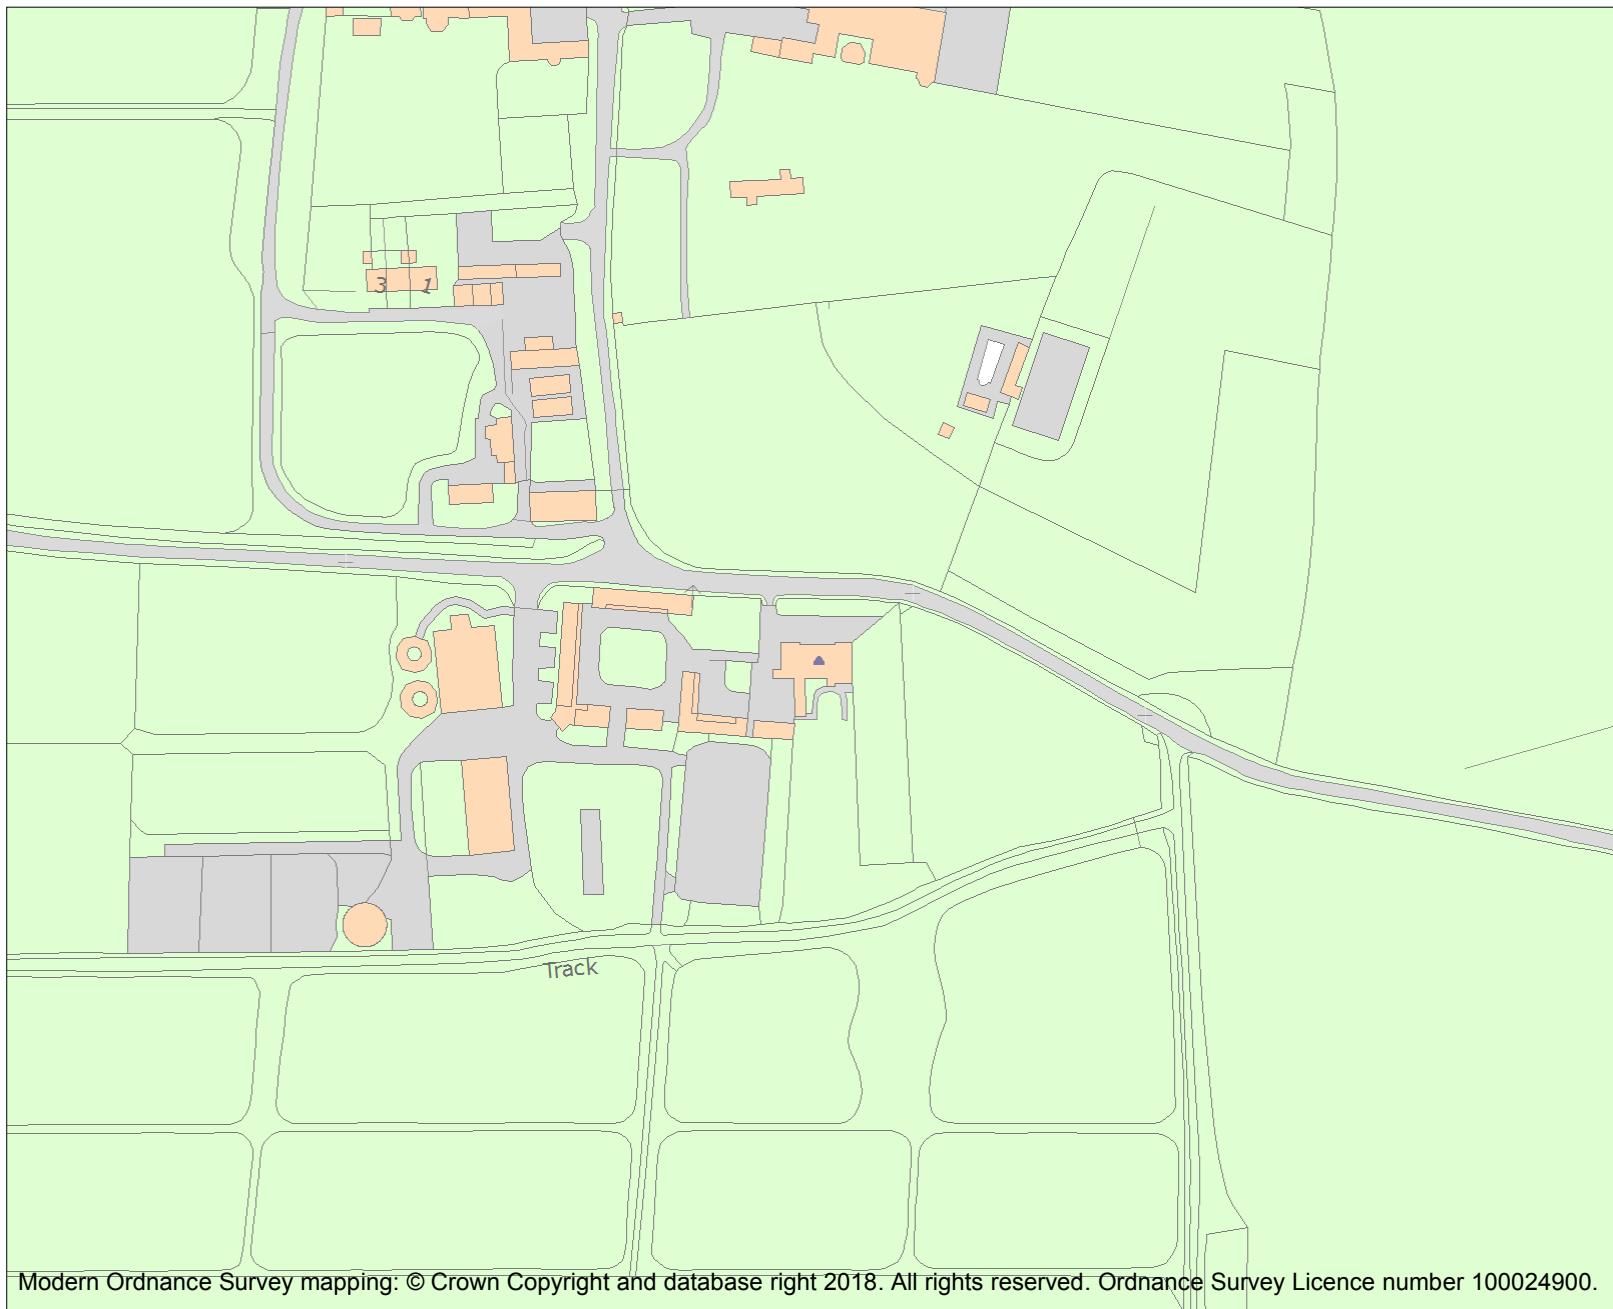 3 1
Track
Modern Ordnance Survey mapping: © Crown Copyright and database right 2018. All rights reserved. Ordnance Survey Licence number 100024900.